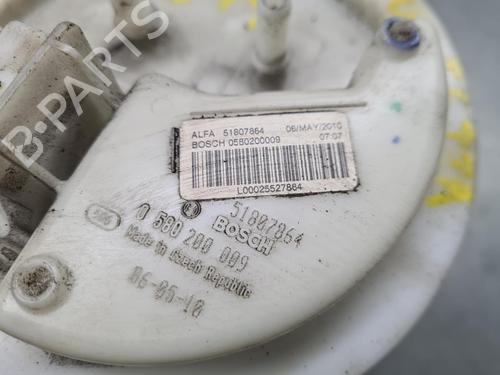 ALFA 51807864 06/MAY/2010
BOSCH 0580200009 07:07
L00025527864
51807864
BOSCH
0 580 200 009
Made in Czech Republic
06-05-10